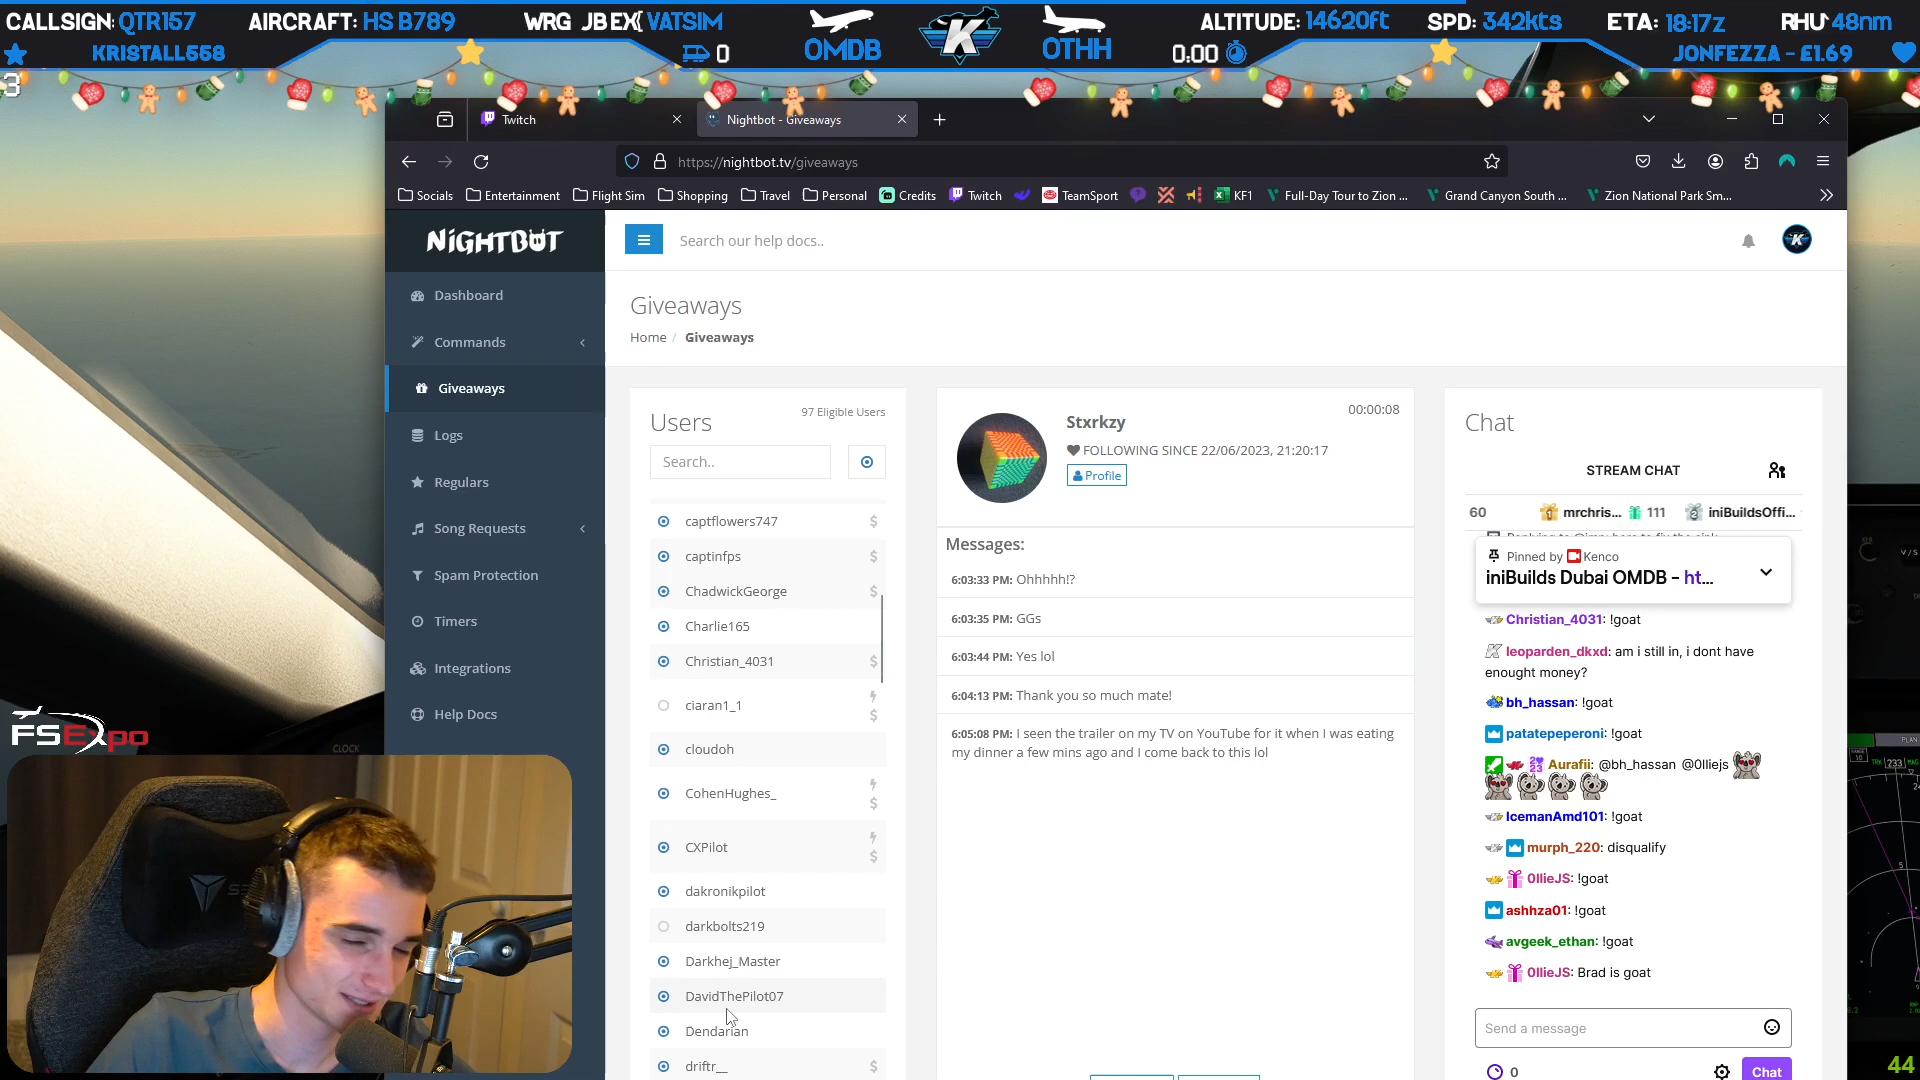 CALLSIGN: QTR157 AIRCRAFT: HS B789 VATSIM OMDB OTHH ALTITUDE: 14620ft SPD: 342kts ETA: 18:17z 48nm
KRISTALL558 0 0:00 JONFEZZA - £1.69
3
Twitch
Nightbot - Giveaways
https://nightbot.tv/giveaways
Socials Entertainment Flight Sim Shopping Travel Personal Credits Twitch TeamSport KF1 Full-Day Tour to Zion ... Grand Canyon South ... Zion National Park Sm...
NIGHTBOT
Search our help docs..
Dashboard
Commands
Giveaways
Logs
Regulars
Song Requests
Spam Protection
Timers
Integrations
Help Docs
Giveaways
Home / Giveaways
Users
97 Eligible Users
Search..
captflowers747 $
captinfps $
ChadwickGeorge $
Charlie165
Christian_4031 $
ciaran1_1 $
cloudoh
CohenHughes_ $
CXPilot $
dakronikpilot
darkbolts219
Darkhej_Master
DavidThePilot07
Dendarian
driftr__ $
Stxrkzy
00:00:08
FOLLOWING SINCE 22/06/2023, 21:20:17
Profile
Messages:
6:03:33 PM: Ohhhhh!?
6:03:35 PM: GGs
6:03:44 PM: Yes lol
6:04:13 PM: Thank you so much mate!
6:05:08 PM: I seen the trailer on my TV on YouTube for it when I was eating
my dinner a few mins ago and I come back to this lol
Chat
STREAM CHAT
60 1 mrchris... 111 2 iniBuildsOffi...
Pinned by Kenco
iniBuilds Dubai OMDB - ht...
Christian_4031: !goat
leoparden_dkxd: am i still in, i dont have
enought money?
bh_hassan: !goat
patatepeperoni: !goat
Aurafii: @bh_hassan @0lliejs
IcemanAmd101: !goat
murph_220: disqualify
0llieJS: !goat
ashhza01: !goat
avgeek_ethan: !goat
0llieJS: Brad is goat
Send a message
0
Chat
FSExpo
CLOCK
V/S
PLAN
TRK 233 MAG
44